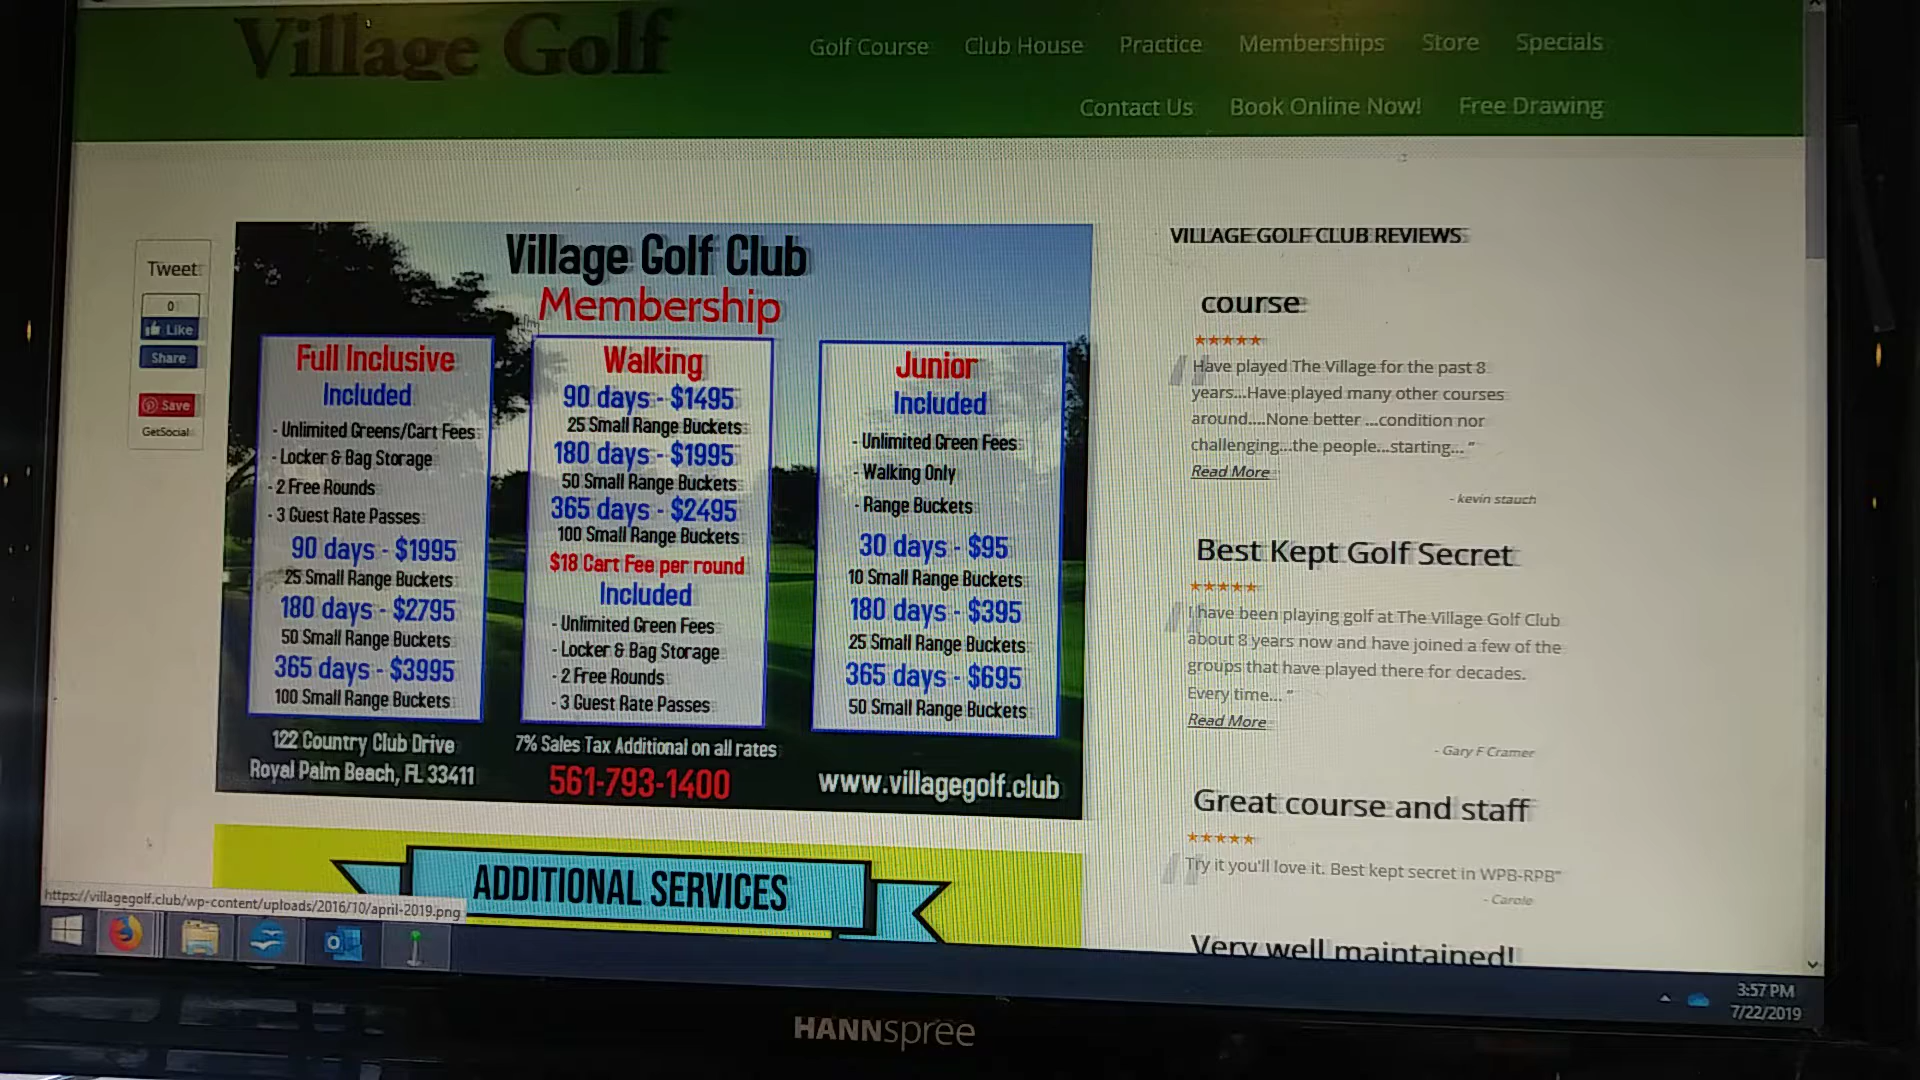 Village Golf
Golf Course Club House Practice Memberships Store Specials
Contact Us Book Online Now! Free Drawing
Tweet
0
Like
Share
Save
GetSocial
Village Golf Club
Membership
Full Inclusive
Included
- Unlimited Greens/Cart Fees
- Locker & Bag Storage
- 2 Free Rounds
- 3 Guest Rate Passes
90 days - $1995
25 Small Range Buckets
180 days - $2795
50 Small Range Buckets
365 days - $3995
100 Small Range Buckets
Walking
90 days - $1495
25 Small Range Buckets
180 days - $1995
50 Small Range Buckets
365 days - $2495
100 Small Range Buckets
$18 Cart Fee per round
Included
- Unlimited Green Fees
- Locker & Bag Storage
- 2 Free Rounds
- 3 Guest Rate Passes
Junior
Included
- Unlimited Green Fees
- Walking Only
- Range Buckets
30 days - $95
10 Small Range Buckets
180 days - $395
25 Small Range Buckets
365 days - $695
50 Small Range Buckets
122 Country Club Drive
Royal Palm Beach, FL 33411
7% Sales Tax Additional on all rates
561-793-1400
www.villagegolf.club
ADDITIONAL SERVICES
VILLAGE GOLF CLUB REVIEWS
course
Have played The Village for the past 8
years...Have played many other courses
around....None better ...condition nor
challenging...the people...starting..."
Read More
- kevin stauch
Best Kept Golf Secret
I have been playing golf at The Village Golf Club
about 8 years now and have joined a few of the
groups that have played there for decades.
Every time... "
Read More
- Gary F Cramer
Great course and staff
Try it you'll love it. Best kept secret in WPB-RPB"
- Carole
Very well maintained!
https://villagegolf.club/wp-content/uploads/2016/10/april-2019.png
3:57 PM
7/22/2019
HANNspree